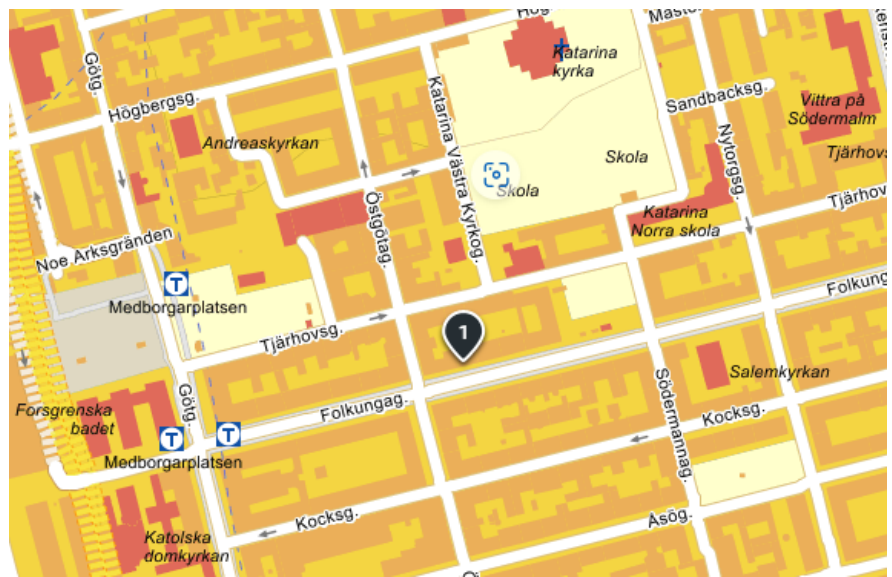 Hög
Mäster
Götg.
Katarina
kyrka
Katarina Västra Kyrkog.
Högbergsg.
Sandbacksg.
Vittra på
Södermalm
Andreaskyrkan
Skola
Nytorgsg.
Tjärhovs
Skola
Östgötag.
Katarina
Norra skola
Tjärhov
Noe Arksgränden
T
Medborgarplatsen
Folkung
Tjärhovsg.
1
Götg.
Södermannag.
Salemkyrkan
Forsgrenska
badet
Folkungag.
Kocksg.
T
T
Medborgarplatsen
Kocksg.
Åsög.
Katolska
domkyrkan